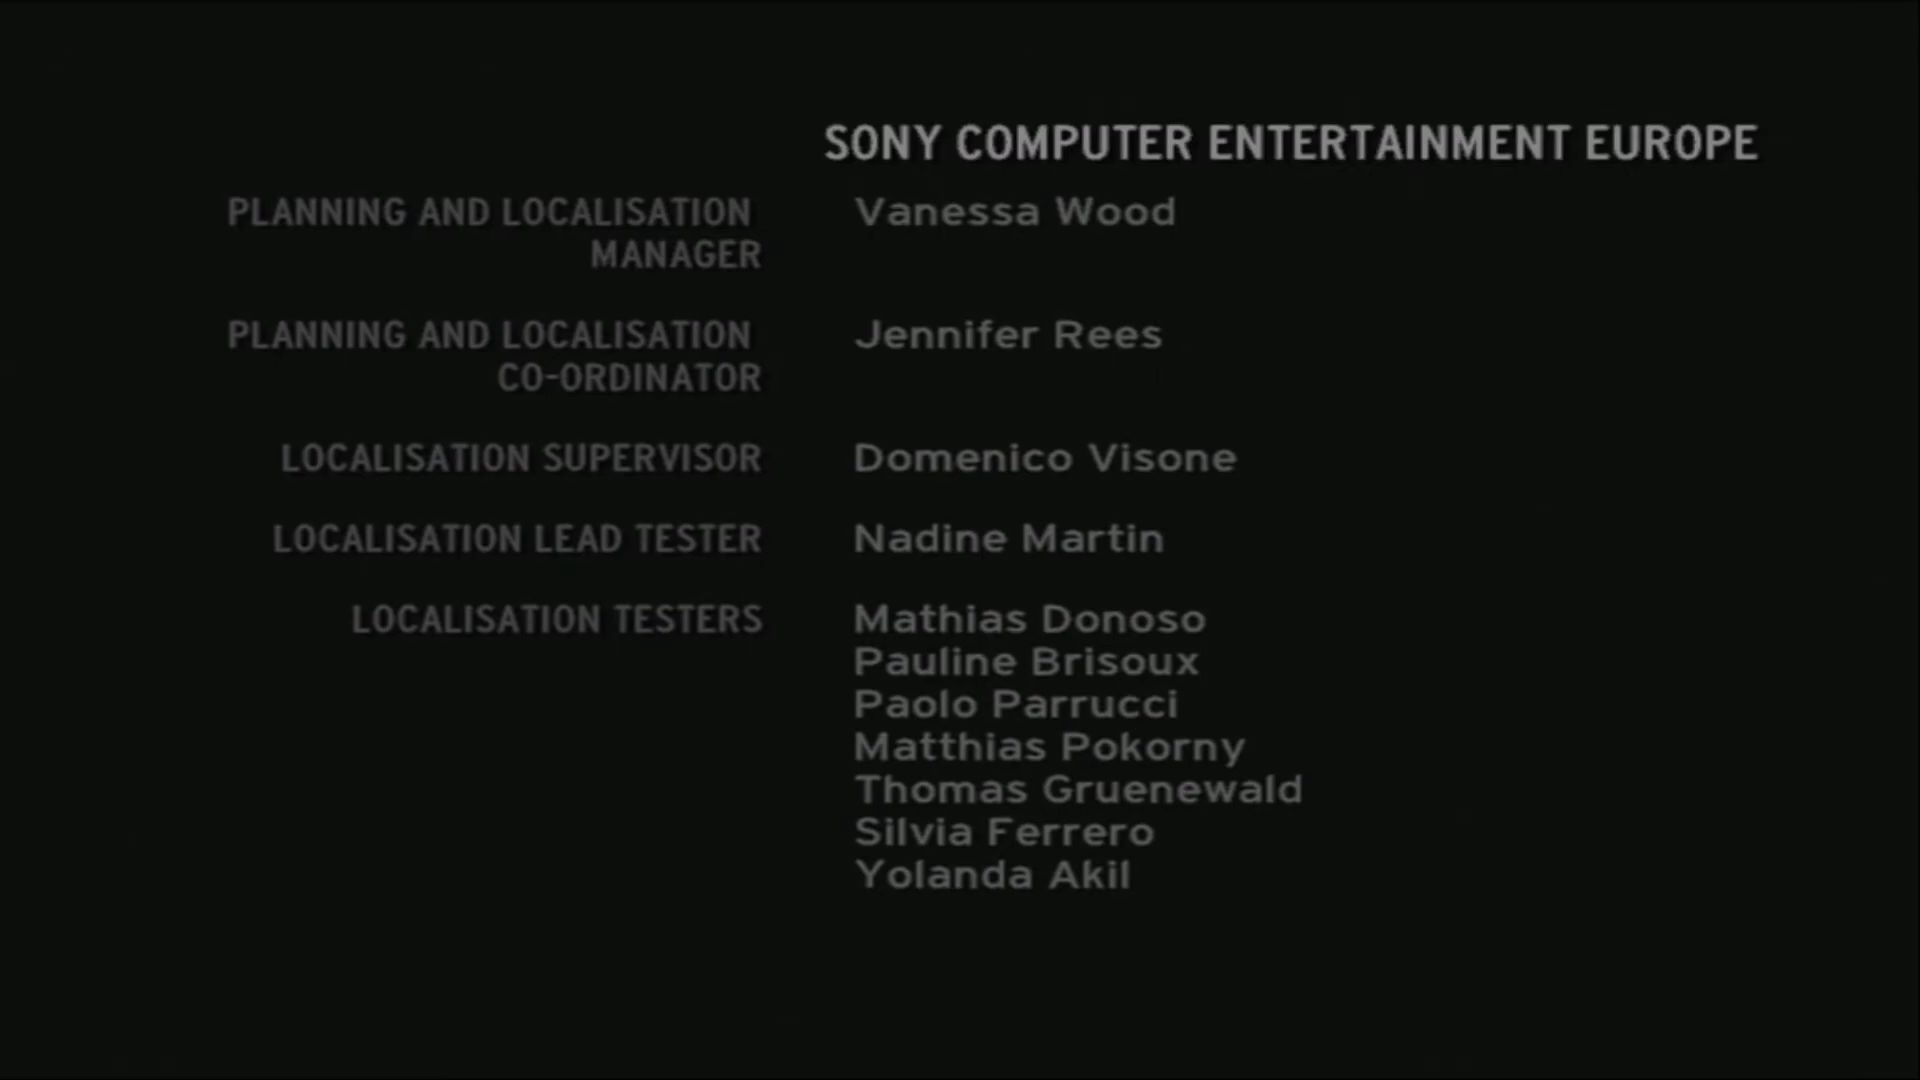 SONY COMPUTER ENTERTAINMENT EUROPE
PLANNING AND LOCALISATION Vanessa Wood
MANAGER
PLANNING AND LOCALISATION Jennifer Rees
CO-ORDINATOR
LOCALISATION SUPERVISOR Domenico Visone
LOCALISATION LEAD TESTER Nadine Martin
LOCALISATION TESTERS Mathias Donoso
Pauline Brisoux
Paolo Parrucci
Matthias Pokorny
Thomas Gruenewald
Silvia Ferrero
Yolanda Akil